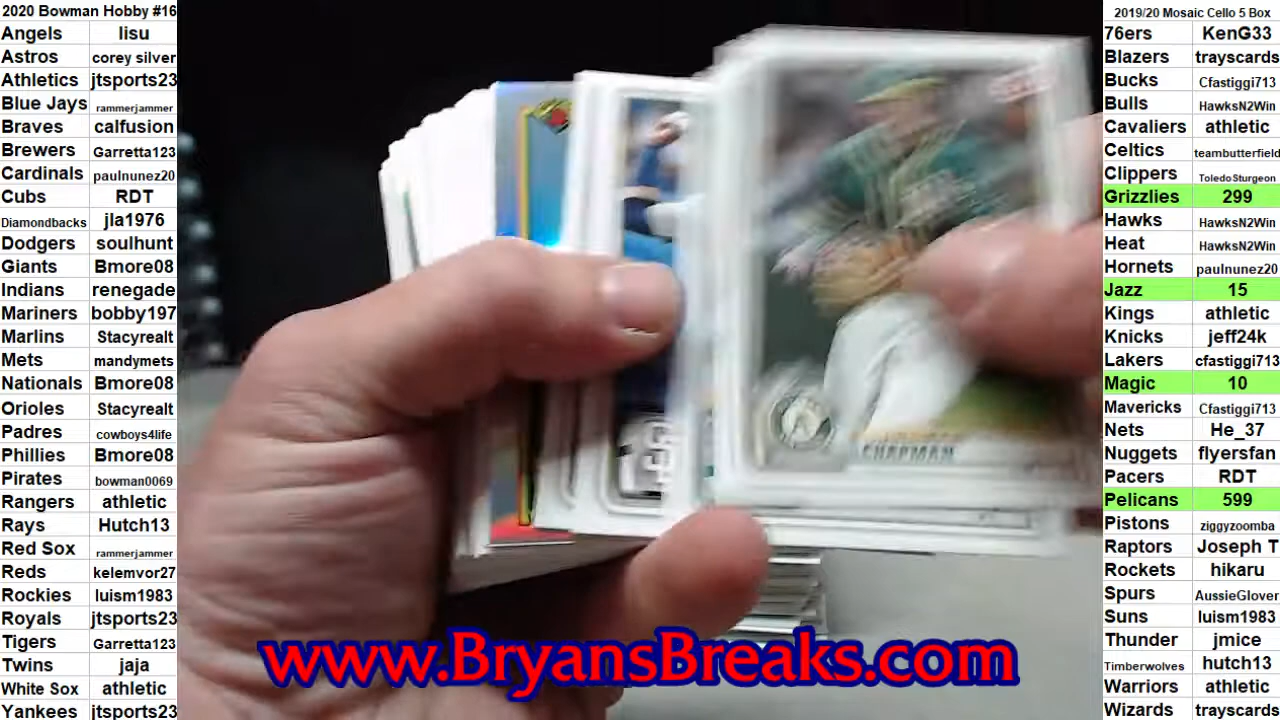 2020 Bowman Hobby #16
Angels lisu
Astros corey silver
Athletics jtsports23
Blue Jays rammerjammer
Braves calfusion
Brewers Garretta123
Cardinals paulnunez20
Cubs RDT
Diamondbacks jla1976
Dodgers soulhunt
Giants Bmore08
Indians renegade
Mariners bobby197
Marlins Stacyrealt
Mets mandymets
Nationals Bmore08
Orioles Stacyrealt
Padres cowboys4life
Phillies Bmore08
Pirates bowman0069
Rangers athletic
Rays Hutch13
Red Sox rammerjammer
Reds kelemvor27
Rockies luism1983
Royals jtsports23
Tigers Garretta123
Twins jaja
White Sox athletic
Yankees jtsports23
CHAPMAN
www.BryansBreaks.com
2019/20 Mosaic Cello 5 Box
76ers KenG33
Blazers trayscards
Bucks Cfastiggi713
Bulls HawksN2Win
Cavaliers athletic
Celtics teambutterfield
Clippers ToledoSturgeon
Grizzlies 299
Hawks HawksN2Win
Heat HawksN2Win
Hornets paulnunez20
Jazz 15
Kings athletic
Knicks jeff24k
Lakers cfastiggi713
Magic 10
Mavericks Cfastiggi713
Nets He_37
Nuggets flyersfan
Pacers RDT
Pelicans 599
Pistons ziggyzoomba
Raptors Joseph T
Rockets hikaru
Spurs AussieGlover
Suns luism1983
Thunder jmice
Timberwolves hutch13
Warriors athletic
Wizards trayscards